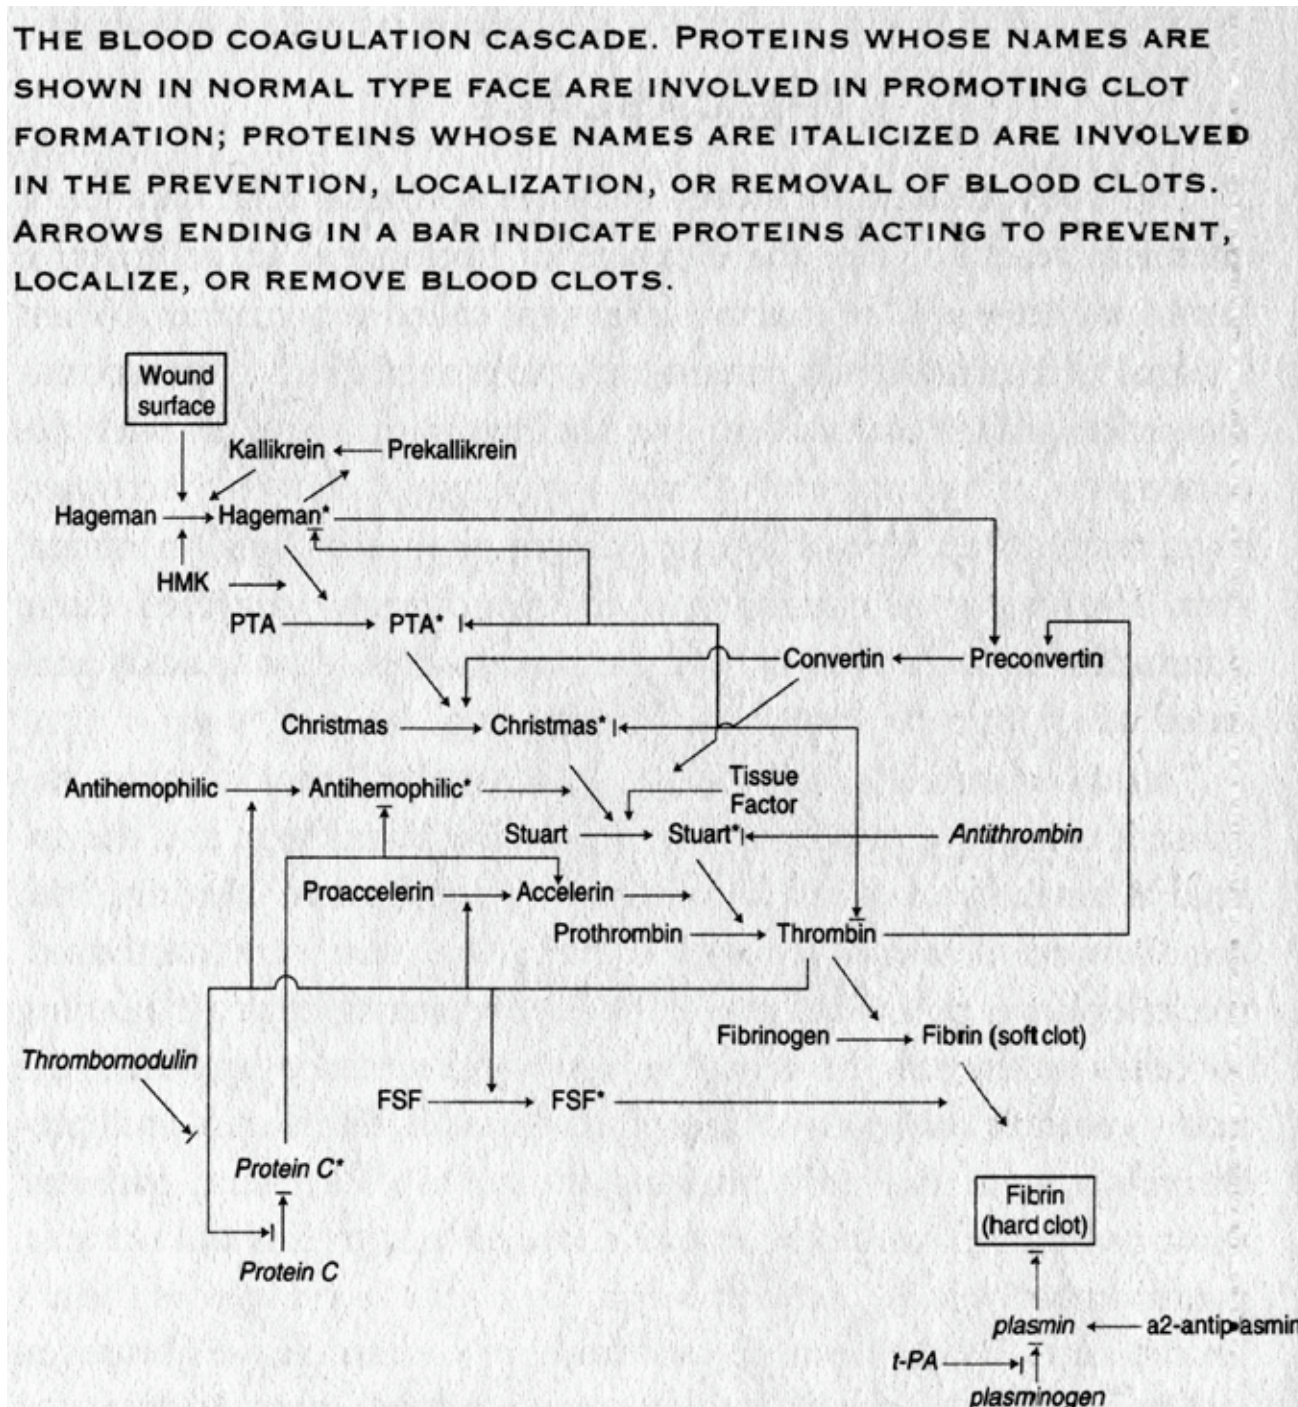 THE BLOOD COAGULATION CASCADE. PROTEINS WHOSE NAMES ARE
SHOWN IN NORMAL TYPE FACE ARE INVOLVED IN PROMOTING CLOT
FORMATION; PROTEINS WHOSE NAMES ARE ITALICIZED ARE INVOLVED
IN THE PREVENTION, LOCALIZATION, OR REMOVAL OF BLOOD CLOTS.
ARROWS ENDING IN A BAR INDICATE PROTEINS ACTING TO PREVENT,
LOCALIZE, OR REMOVE BLOOD CLOTS.
Wound
surface
Kallikrein
Prekallikrein
Hageman
Hageman*
HMK
PTA
PTA*
Convertin
Preconvertin
Christmas
Christmas*
Antihemophilic
Antihemophilic*
Tissue
Factor
Stuart
Stuart*
Antithrombin
Proaccelerin
Accelerin
Prothrombin
Thrombin
Fibrinogen
Fibrin (soft clot)
Thrombomodulin
FSF
FSF*
Protein C*
Fibrin
(hard clot)
Protein C
plasmin
a2-antiplasmin
t-PA
plasminogen